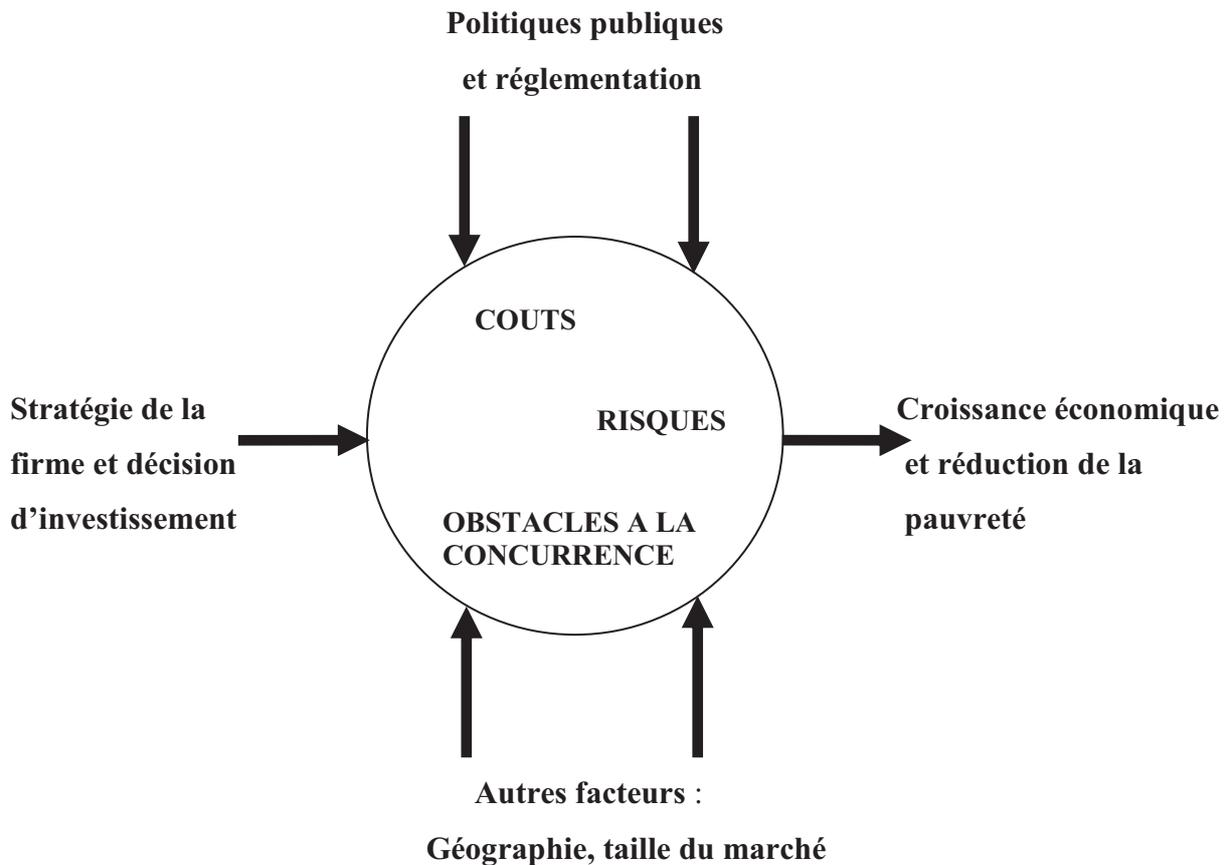 Politiques publiques
et réglementation
COUTS
RISQUES
Stratégie de la
firme et décision
d’investissement
Croissance économique
et réduction de la
pauvreté
OBSTACLES A LA
CONCURRENCE
Autres facteurs :
Géographie, taille du marché